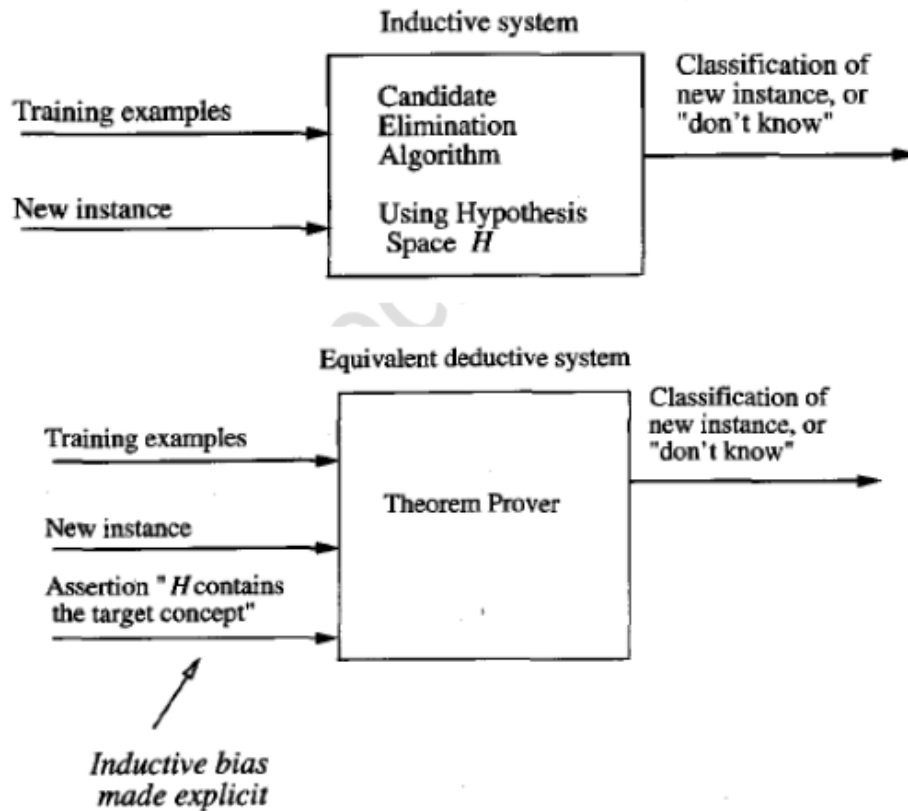 Inductive system
Training examples
New instance
Candidate
Elimination
Algorithm
Using Hypothesis
Space H
Classification of
new instance, or
"don't know"
Equivalent deductive system
Training examples
New instance
Assertion " H contains
the target concept"
Theorem Prover
Classification of
new instance, or
"don't know"
Inductive bias
made explicit